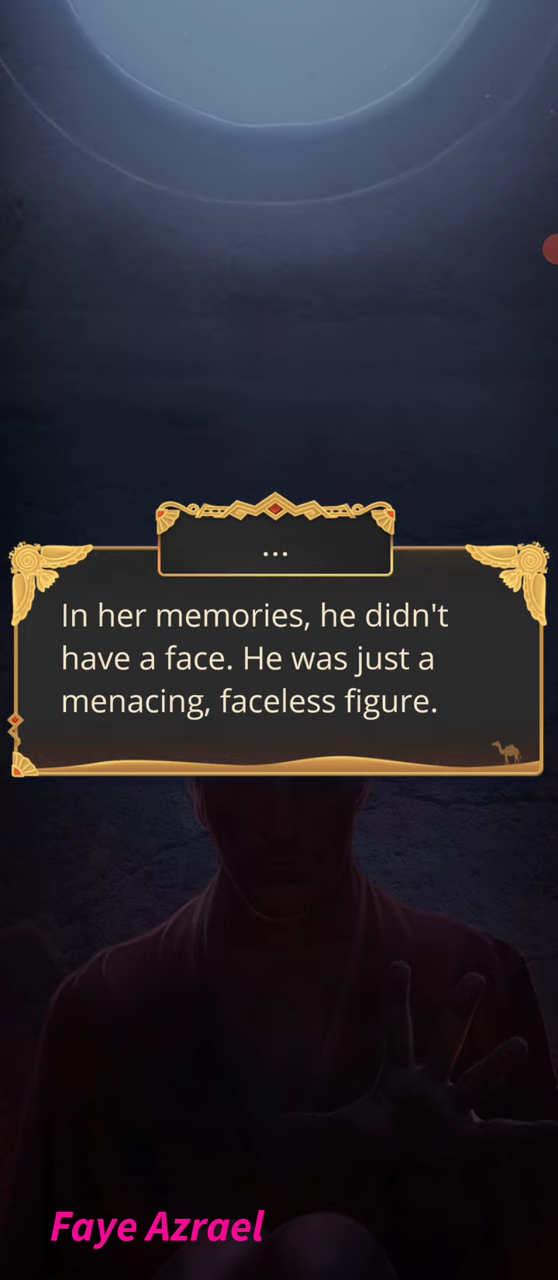 ...
In her memories, he didn't
have a face. He was just a
menacing, faceless figure.
Faye Azrael